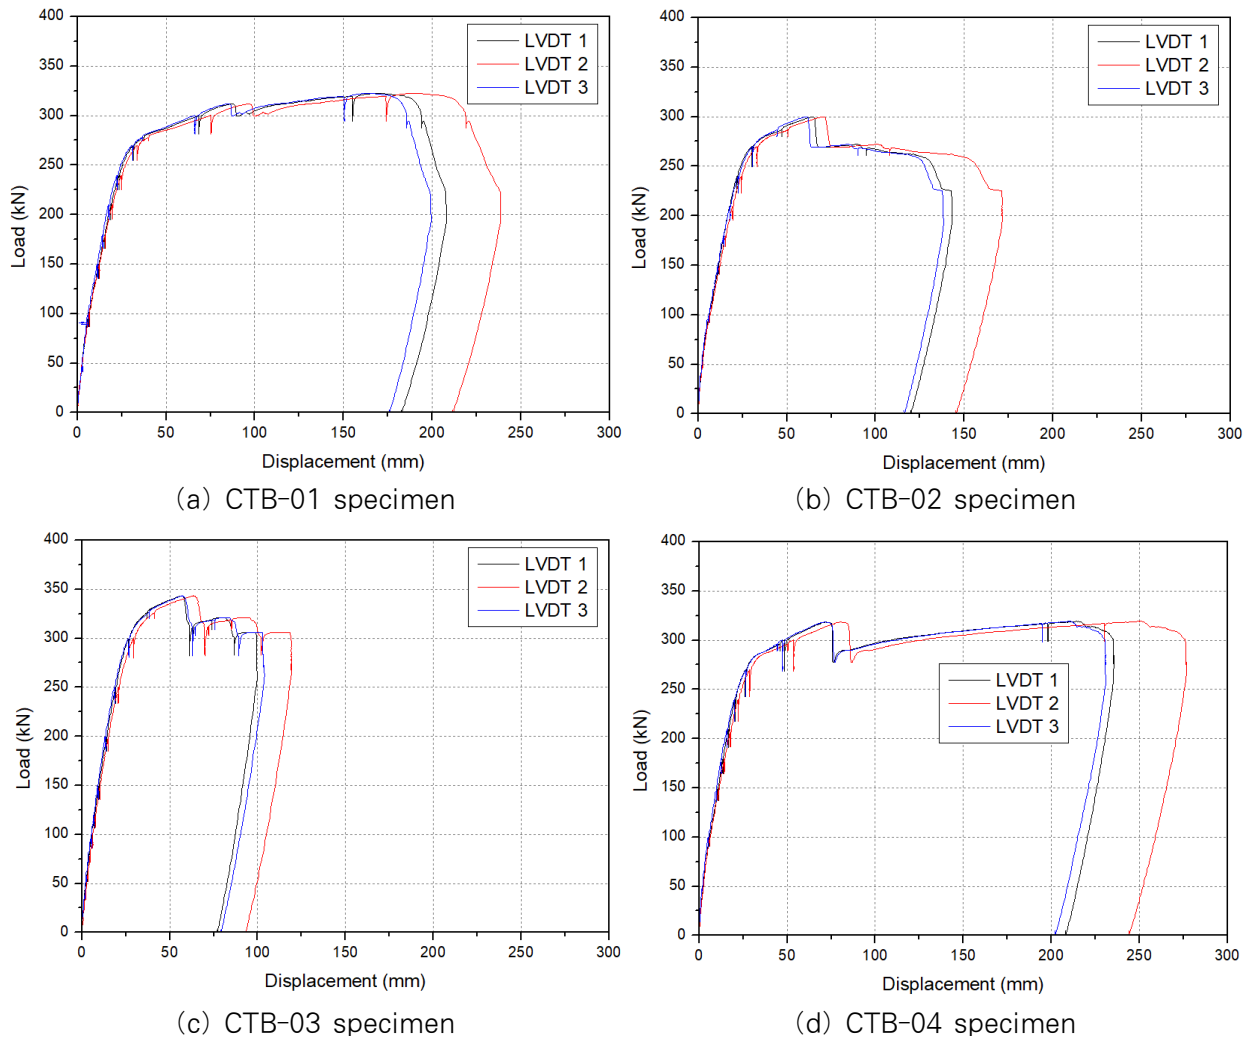 400
350
300
250
200
150
100
50
0
Load (kN)
LVDT 1
LVDT 2
LVDT 3
0 50 100 150 200 250 300
Displacement (mm)
(a) CTB-01 specimen
400
350
300
250
200
150
100
50
0
Load (kN)
LVDT 1
LVDT 2
LVDT 3
0 50 100 150 200 250 300
Displacement (mm)
(b) CTB-02 specimen
400
350
300
250
200
150
100
50
0
Load (kN)
LVDT 1
LVDT 2
LVDT 3
0 50 100 150 200 250 300
Displacement (mm)
(c) CTB-03 specimen
400
350
300
250
200
150
100
50
0
Load (kN)
LVDT 1
LVDT 2
LVDT 3
0 50 100 150 200 250 300
Displacement (mm)
(d) CTB-04 specimen